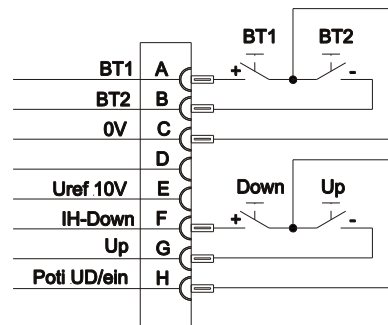 BT1 BT2
BT1 A + -
BT2 B
0V C
D
Uref 10V E Down Up
IH-Down F + -
Up G
Poti UD/ein H